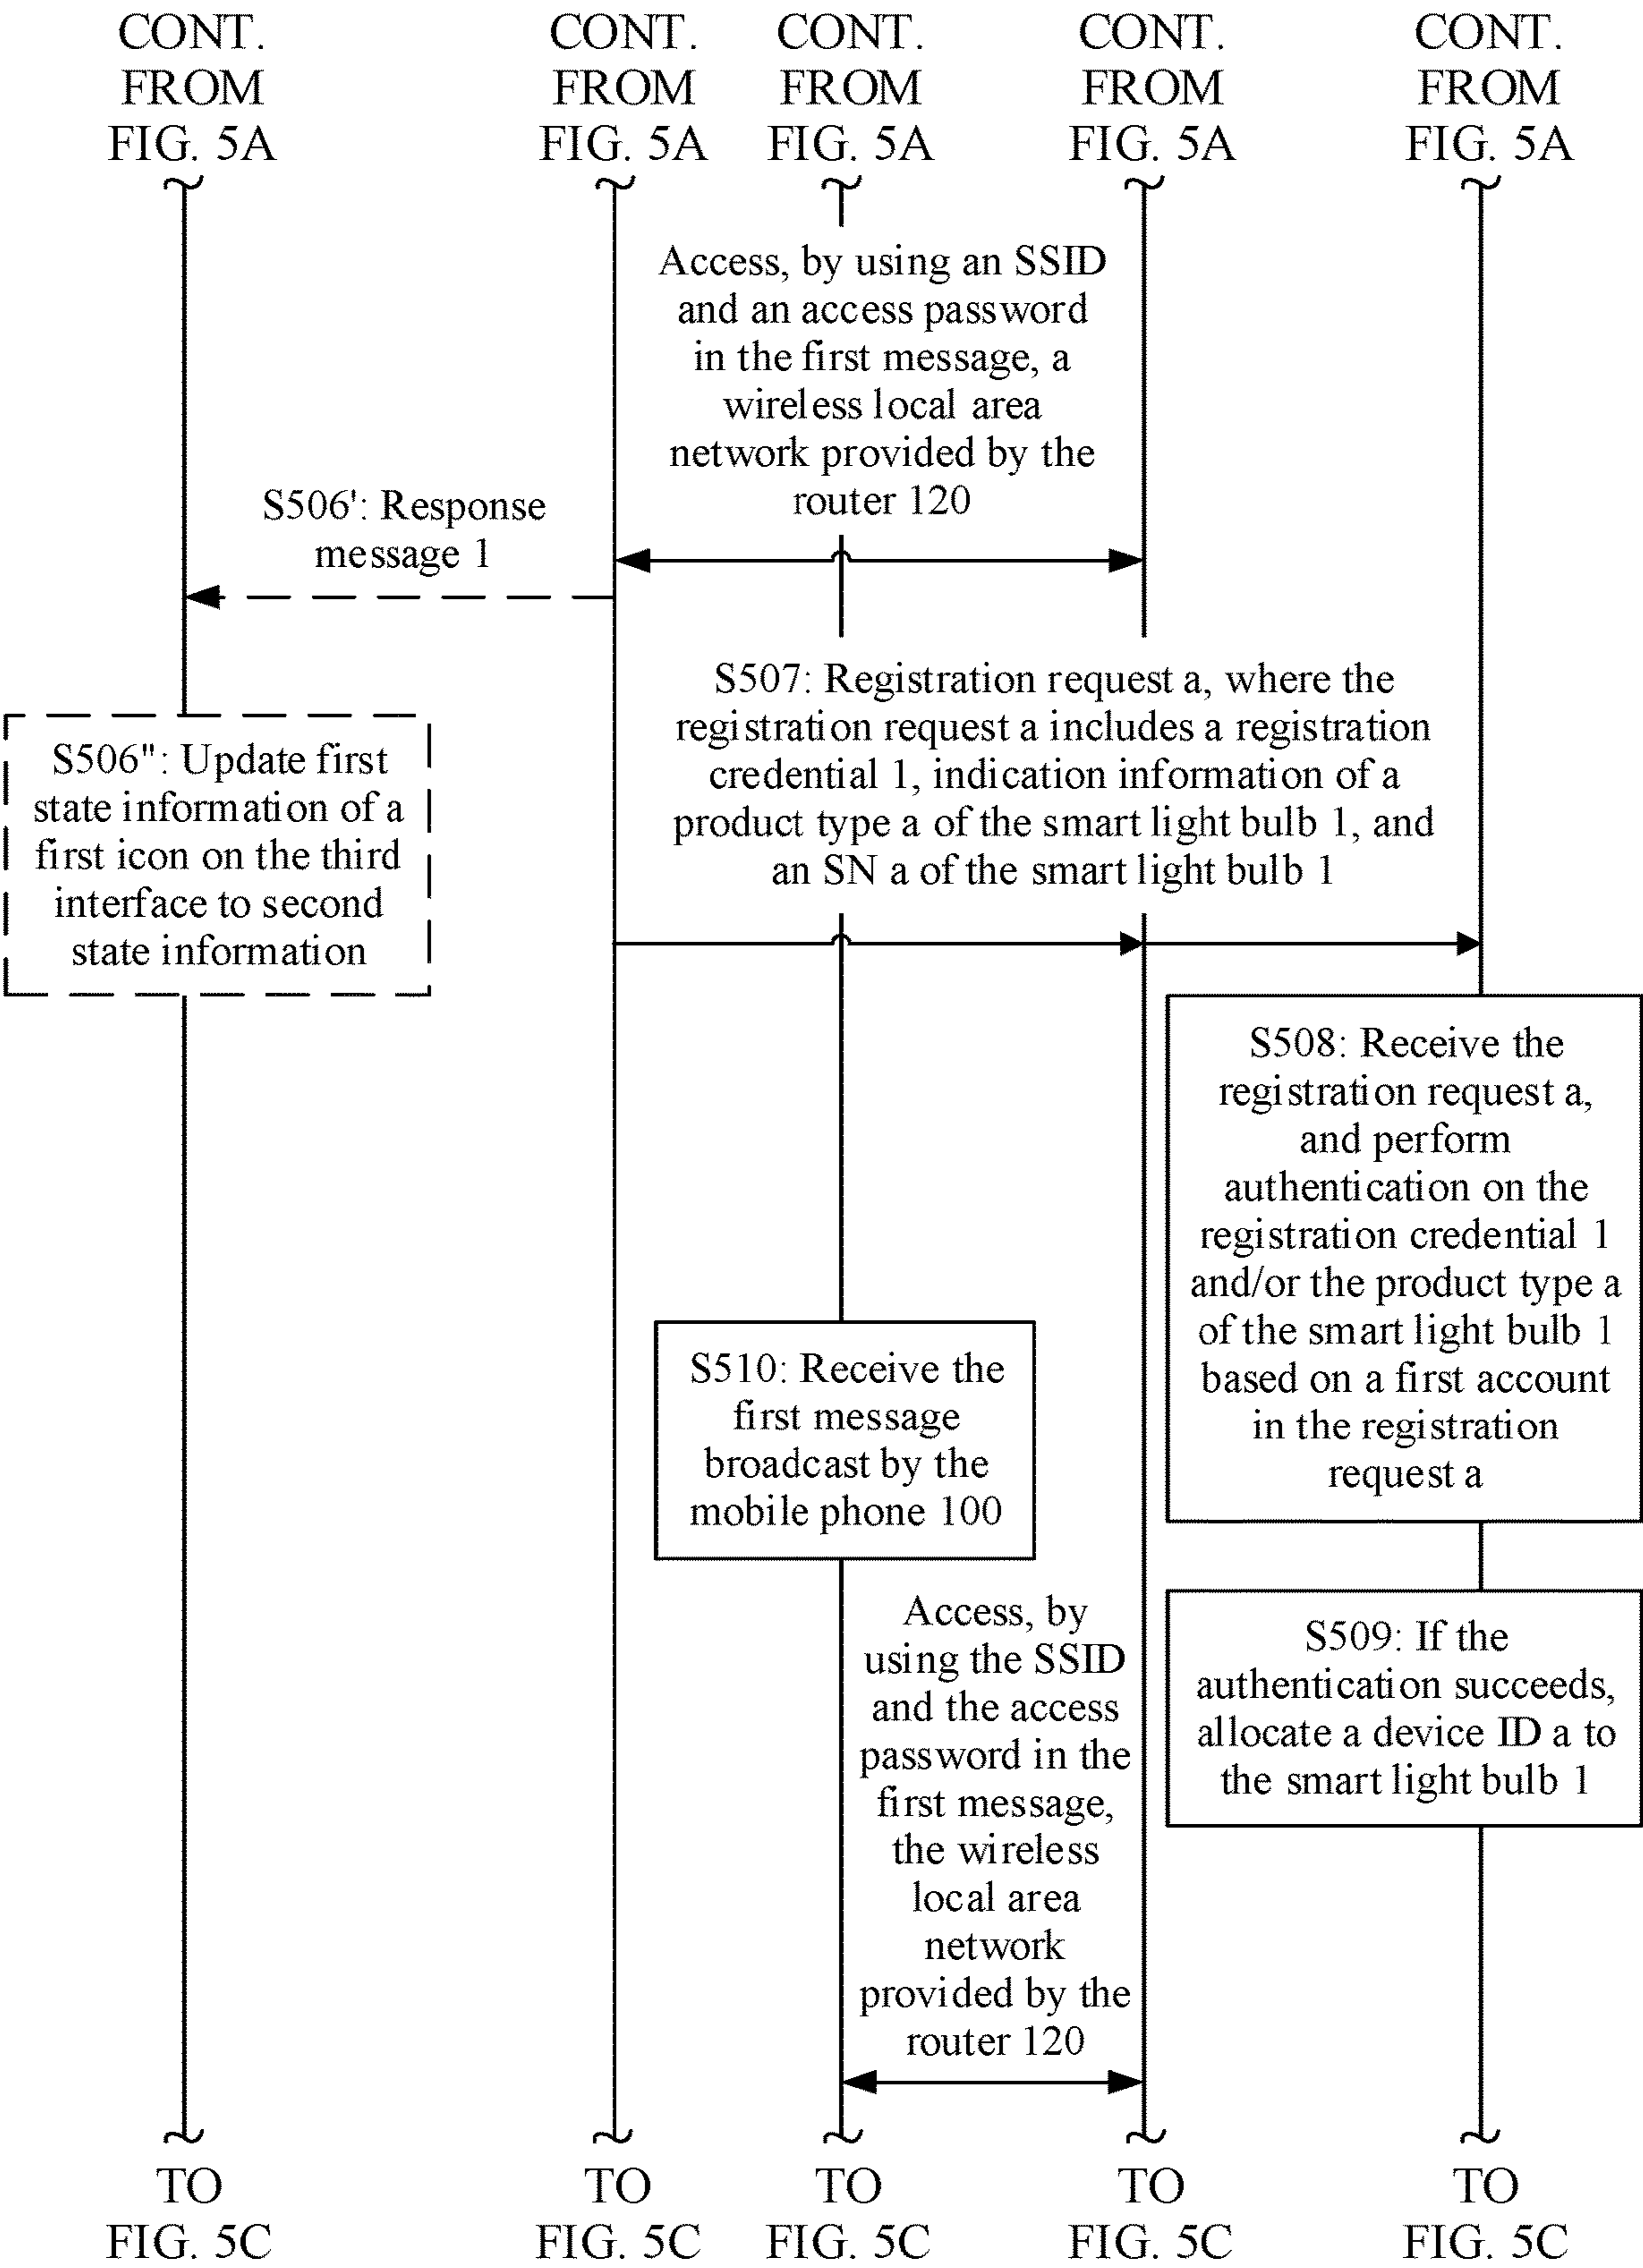 CONT.
FROM
FIG. 5A
CONT.
FROM
FIG. 5A
CONT.
FROM
FIG. 5A
CONT.
FROM
FIG. 5A
CONT.
FROM
FIG. 5A
Access, by using an SSID
and an access password
in the first message, a
wireless local area
network provided by the
router 120
S506': Response
message 1
S507: Registration request a, where the
registration request a includes a registration
credential 1, indication information of a
product type a of the smart light bulb 1, and
an SN a of the smart light bulb 1
S506": Update first
state information of a
first icon on the third
interface to second
state information
S508: Receive the
registration request a,
and perform
authentication on the
registration credential 1
and/or the product type a
of the smart light bulb 1
based on a first account
in the registration
request a
S510: Receive the
first message
broadcast by the
mobile phone 100
S509: If the
authentication succeeds,
allocate a device ID a to
the smart light bulb 1
Access, by
using the SSID
and the access
password in the
first message,
the wireless
local area
network
provided by the
router 120
TO
FIG. 5C
TO
FIG. 5C
TO
FIG. 5C
TO
FIG. 5C
TO
FIG. 5C